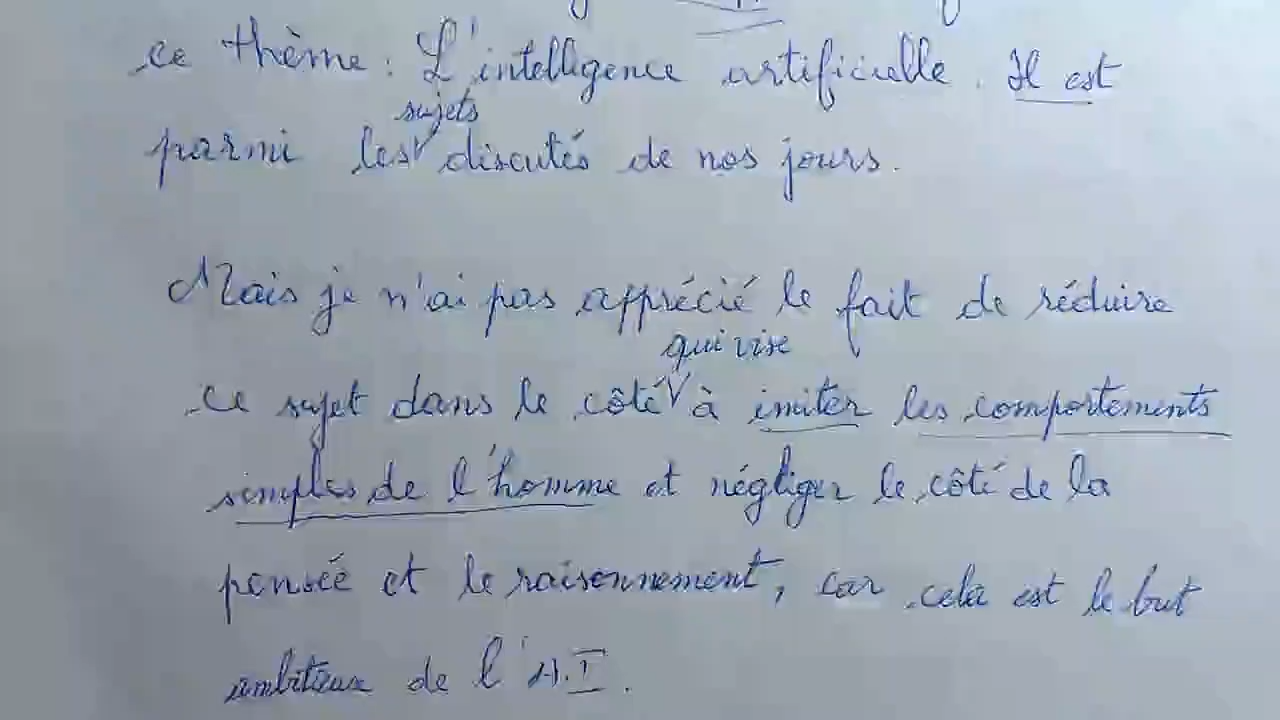 ce thème : L'intelligence artificielle. Il est
sujets
parmi les discutés de nos jours.
Mais je n'ai pas apprécié le fait de réduire
qui vise
ce sujet dans le côté à imiter les comportements
simples de l'homme et négliger le côté de la
pensée et le raisonnement, car cela est le but
ambitieux de l'A.I.